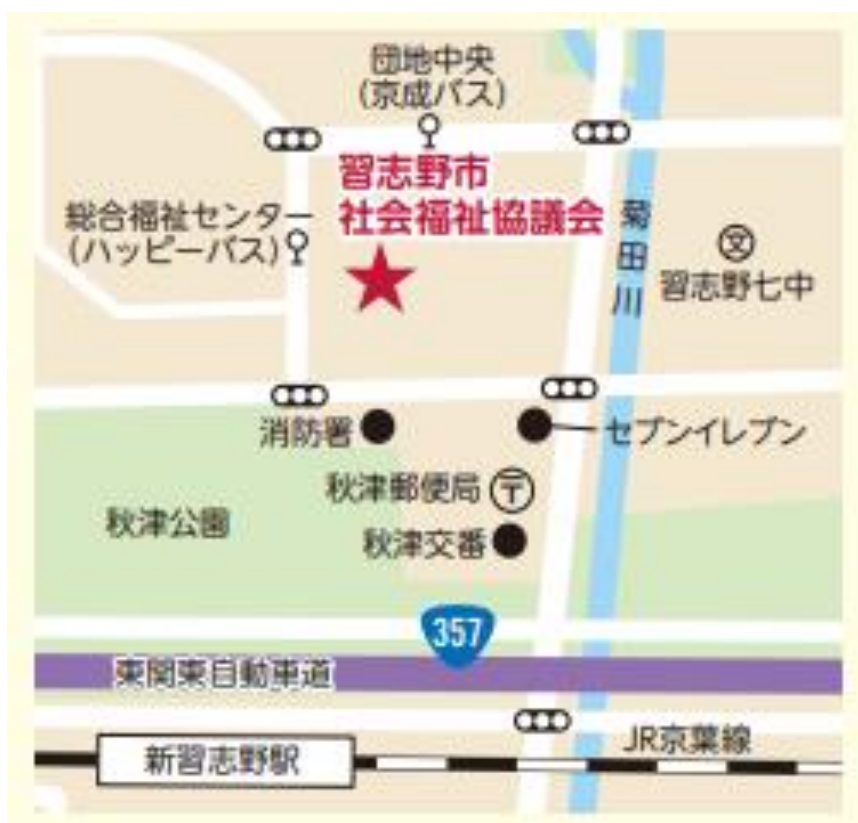 団地中央
(京成バス)
習志野市
社会福祉協議会
総合福祉センター
(ハッピーバス)
菊田川
文
習志野七中
消防署
セブンイレブン
秋津郵便局
〒
秋津公園
秋津交番
357
東関東自動車道
JR京葉線
新習志野駅